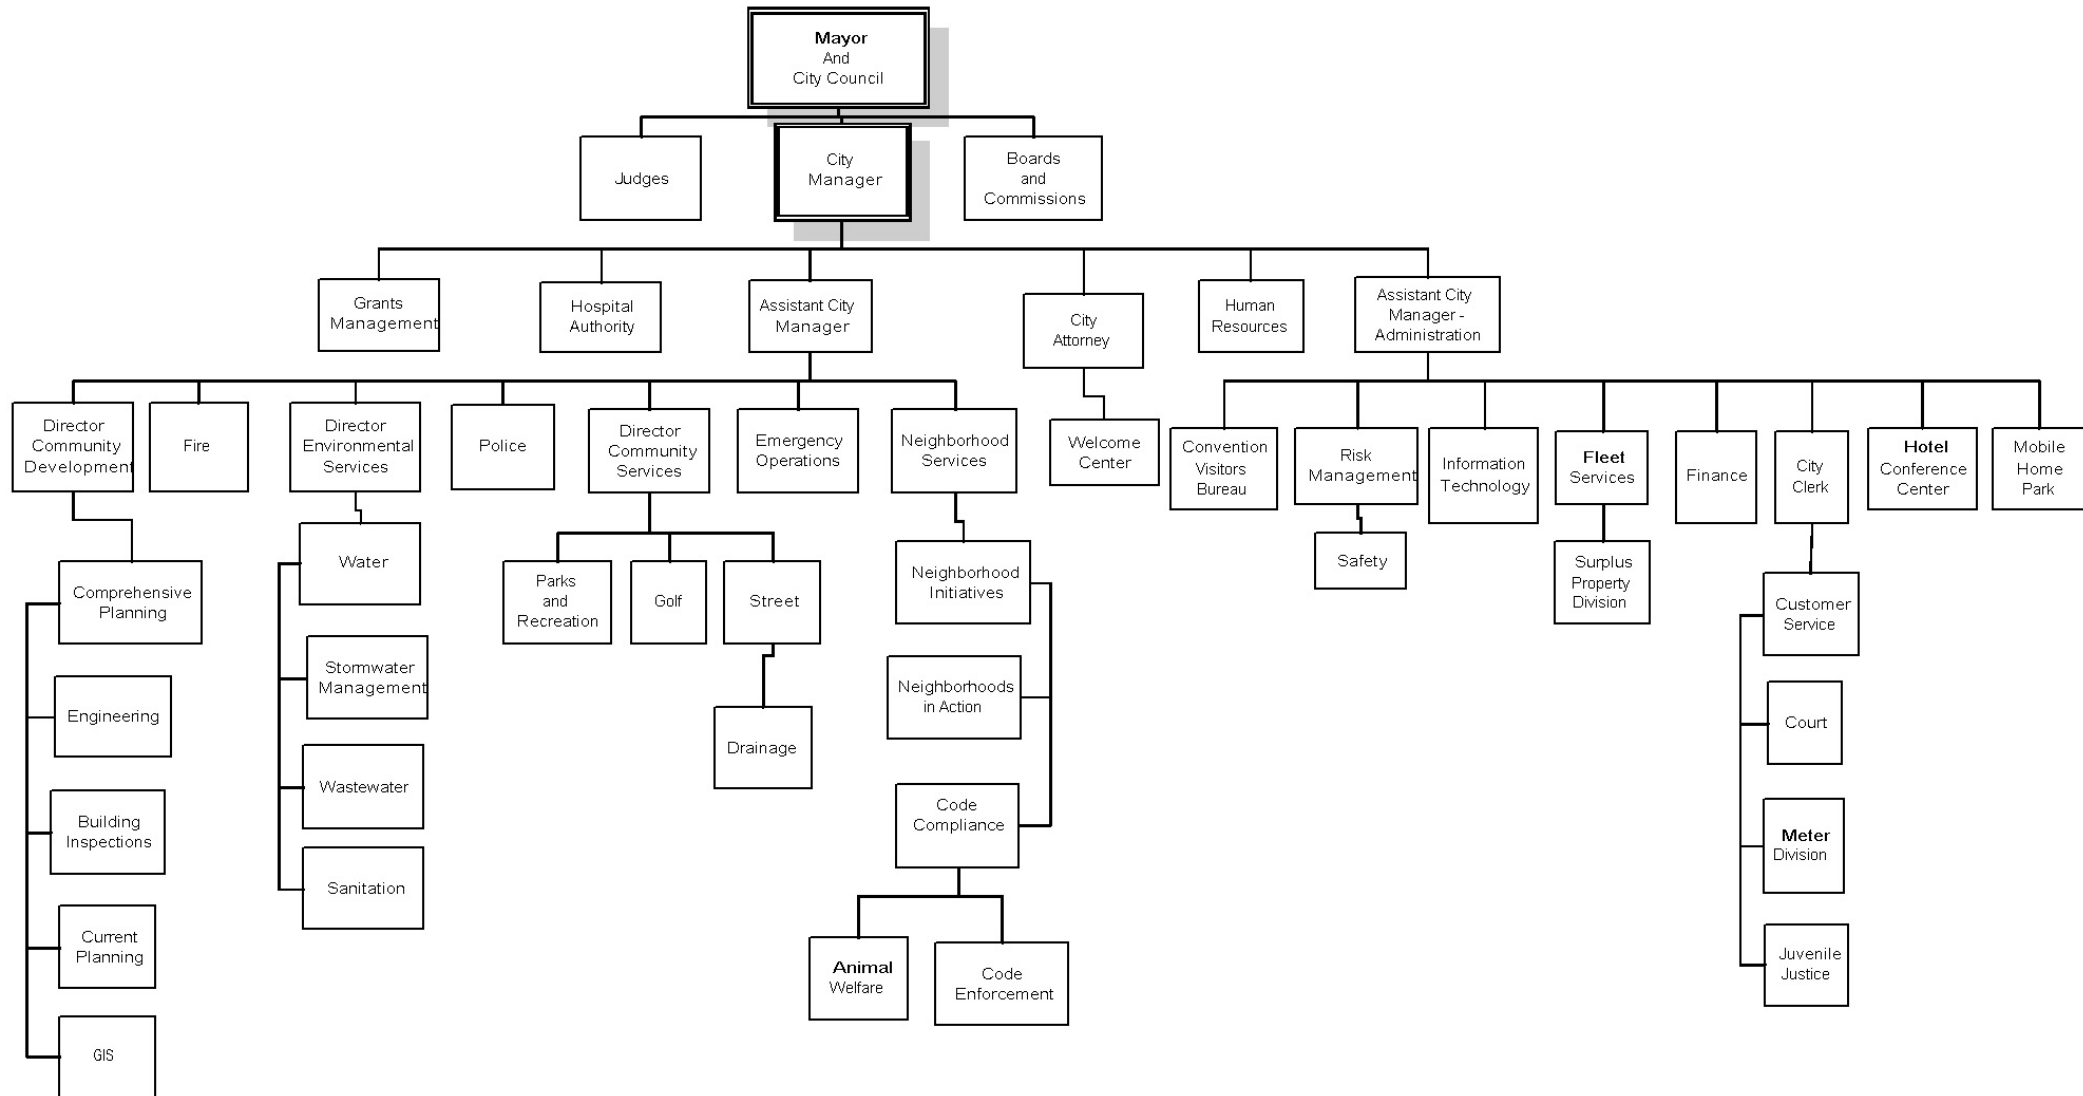 Mayor
And
City Council
Judges
City
Manager
Boards
and
Commissions
Grants
Management
Hospital
Authority
Assistant City
Manager
City
Attorney
Human
Resources
Assistant City
Manager -
Administration
Director
Community
Development
Fire
Director
Environmental
Services
Police
Director
Community
Services
Emergency
Operations
Neighborhood
Services
Welcome
Center
Convention
Visitors
Bureau
Risk
Management
Information
Technology
Fleet
Services
Finance
City
Clerk
Hotel
Conference
Center
Mobile
Home
Park
Comprehensive
Planning
Water
Parks
and
Recreation
Golf
Street
Neighborhood
Initiatives
Safety
Surplus
Property
Division
Customer
Service
Engineering
Stormwater
Management
Drainage
Neighborhoods
in Action
Court
Building
Inspections
Wastewater
Code
Compliance
Meter
Division
Current
Planning
Sanitation
Animal
Welfare
Code
Enforcement
Juvenile
Justice
GIS